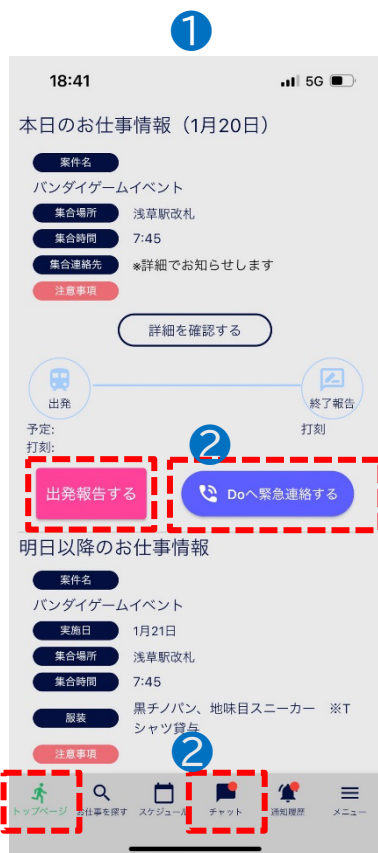 1
18:41
5G
本日のお仕事情報（1月20日）
案件名
バンダイゲームイベント
集合場所 浅草駅改札
集合時間 7:45
集合連絡先 ※詳細でお知らせします
注意事項
詳細を確認する
出発 終了報告
予定: 打刻
打刻:
2
出発報告する Doへ緊急連絡する
明日以降のお仕事情報
案件名
バンダイゲームイベント
実施日 1月21日
集合場所 浅草駅改札
集合時間 7:45
服装 黒チノパン、地味目スニーカー ※T
シャツ貸与
注意事項
2
トップページ お仕事を探す スケジュール チャット 通知履歴 メニュー